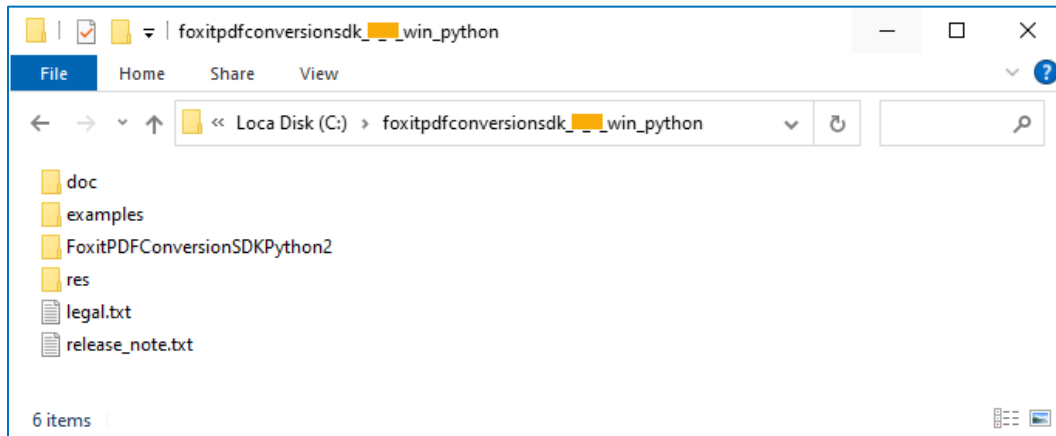 foxitpdfconversionsdk_ _ _win_python
File Home Share View
« Loca Disk (C:) › foxitpdfconversionsdk_ _ _win_python
doc
examples
FoxitPDFConversionSDKPython2
res
legal.txt
release_note.txt
6 items